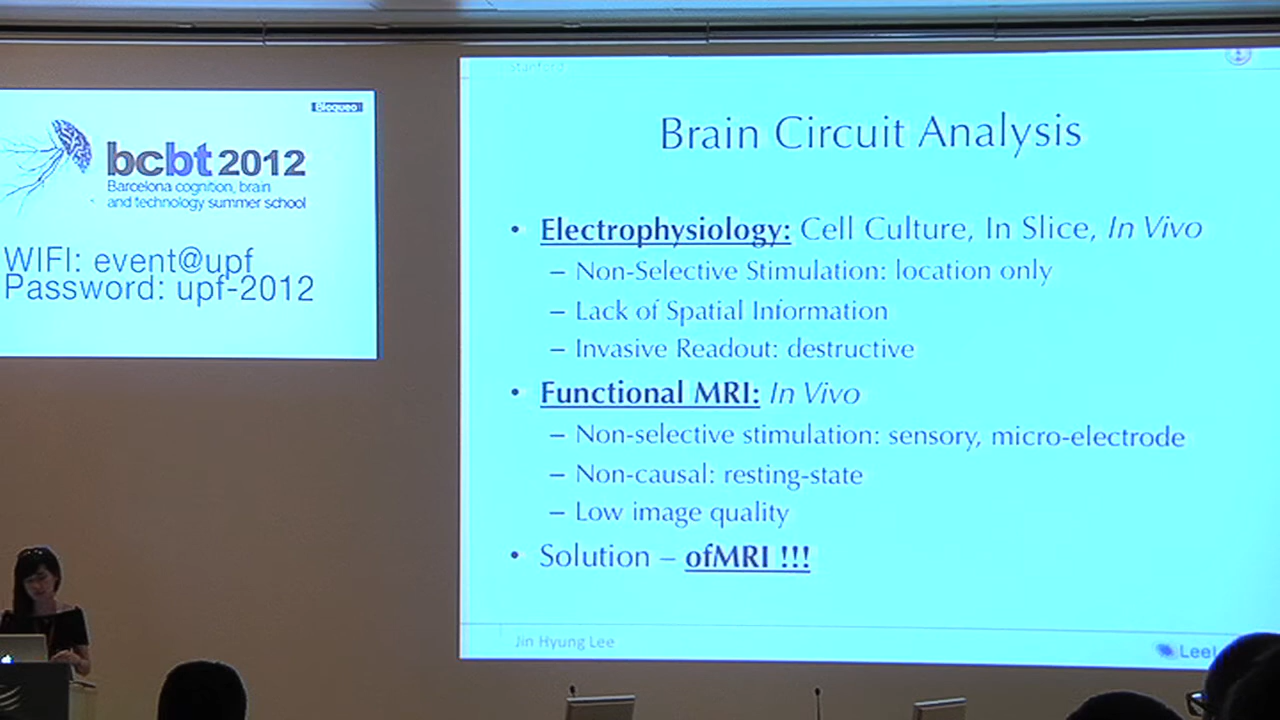 Bloqueo
bcbt 2012
Barcelona cognition, brain
and technology summer school
WIFI: event@upf
Password: upf-2012
Stanford
Brain Circuit Analysis
• Electrophysiology: Cell Culture, In Slice, In Vivo
– Non-Selective Stimulation: location only
– Lack of Spatial Information
– Invasive Readout: destructive
• Functional MRI: In Vivo
– Non-selective stimulation: sensory, micro-electrode
– Non-causal: resting-state
– Low image quality
• Solution – ofMRI !!!
Jin Hyung Lee